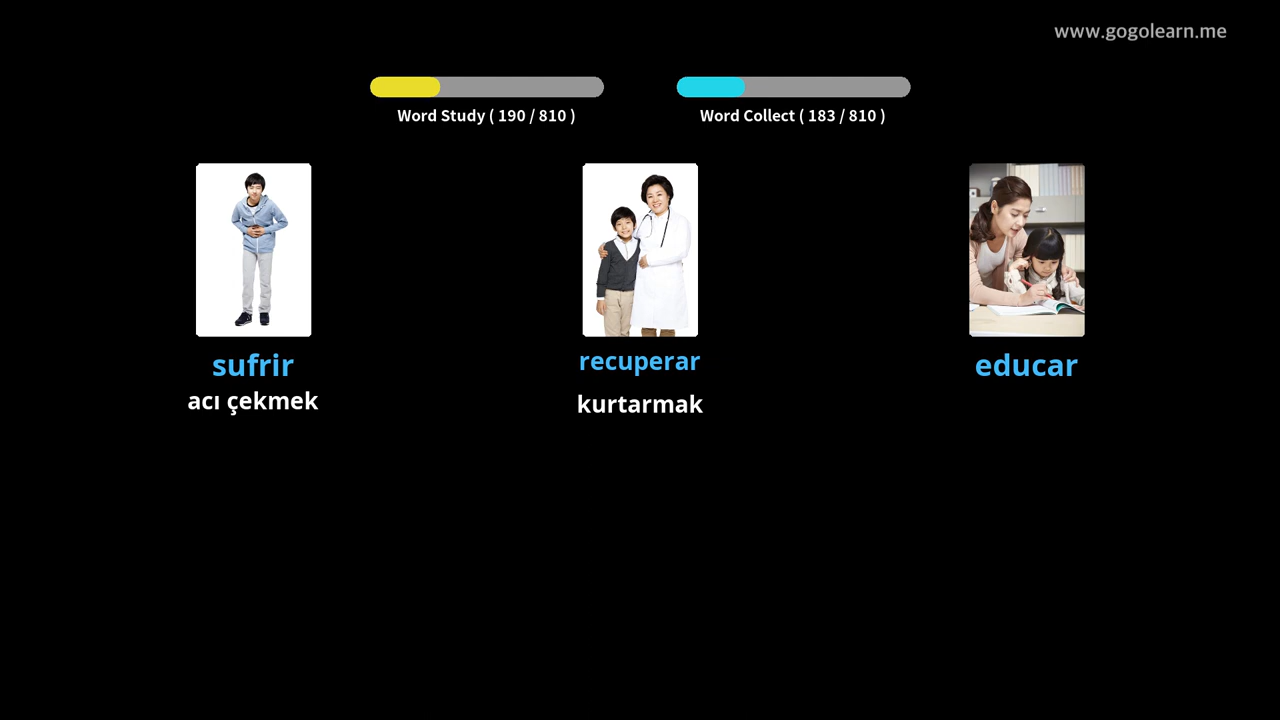 www.gogolearn.me
Word Study ( 190 / 810 )
Word Collect ( 183 / 810 )
sufrir
acı çekmek
recuperar
kurtarmak
educar